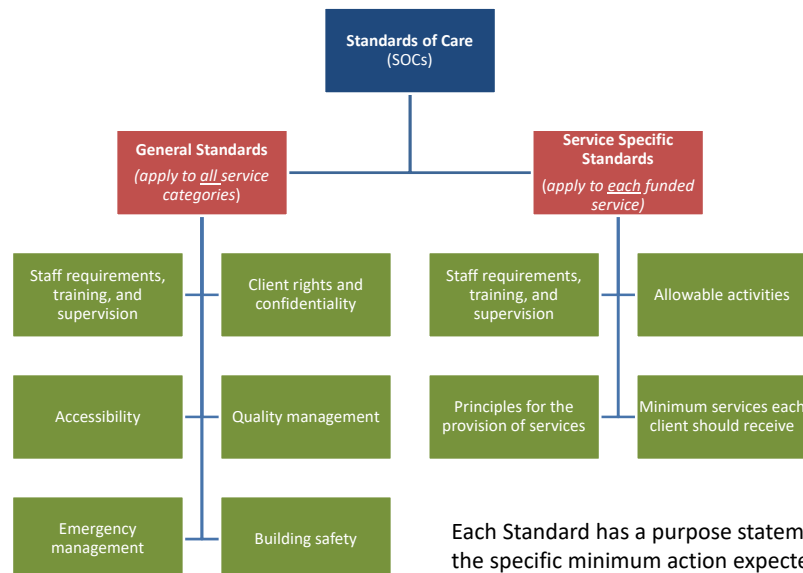 Standards of Care
(SOCs)
General Standards
(apply to all service
categories)
Service Specific
Standards
(apply to each funded
service)
Staff requirements,
training, and
supervision
Client rights and
confidentiality
Staff requirements,
training, and
supervision
Allowable activities
Accessibility
Quality management
Principles for the
provision of services
Minimum services each
client should receive
Emergency
management
Building safety
Each Standard has a purpose statem
the specific minimum action expecte